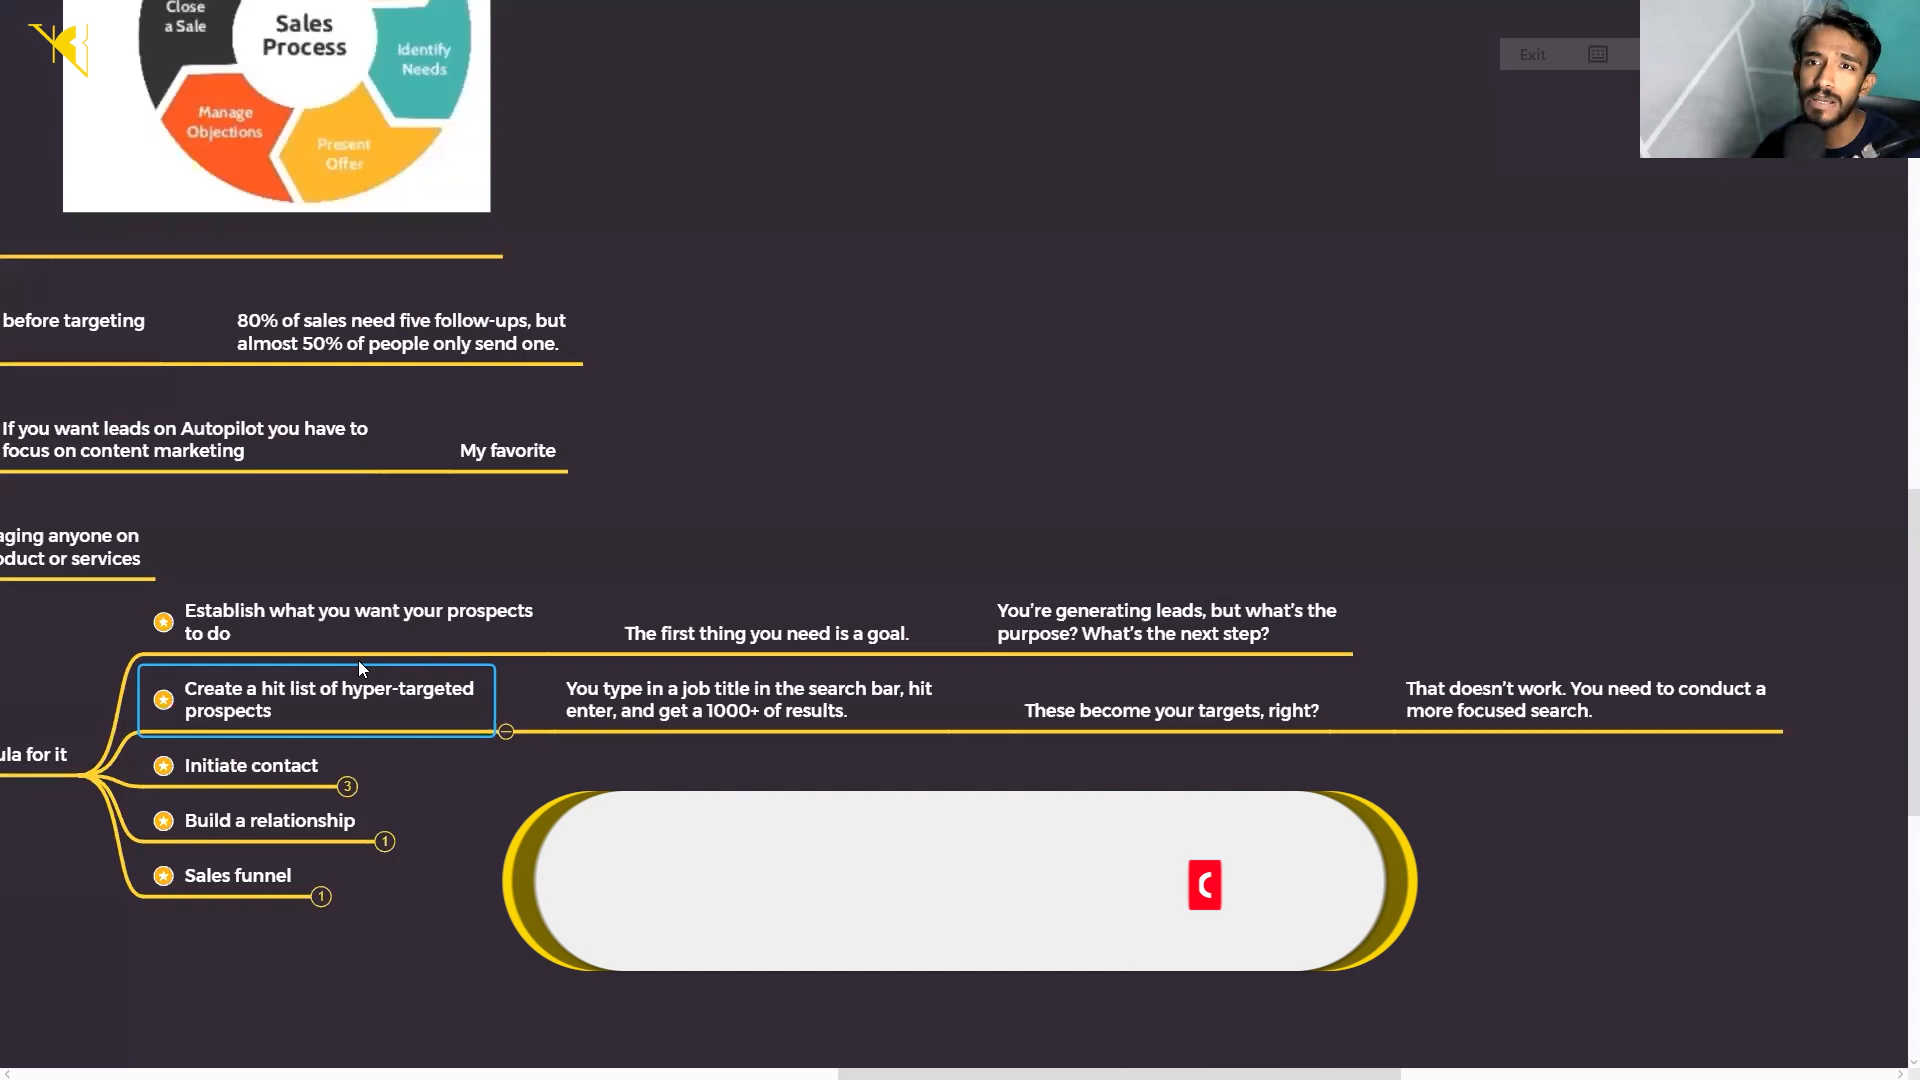 Close
a Sale
Sales
Process
Identify
Needs
Manage
Objections
Present
Offer
Exit
before targeting
80% of sales need five follow-ups, but
almost 50% of people only send one.
If you want leads on Autopilot you have to
focus on content marketing
My favorite
aging anyone on
oduct or services
Establish what you want your prospects
to do
The first thing you need is a goal.
You’re generating leads, but what’s the
purpose? What’s the next step?
Create a hit list of hyper-targeted
prospects
You type in a job title in the search bar, hit
enter, and get a 1000+ of results.
These become your targets, right?
That doesn’t work. You need to conduct a
more focused search.
ula for it
Initiate contact
3
Build a relationship
1
Sales funnel
1